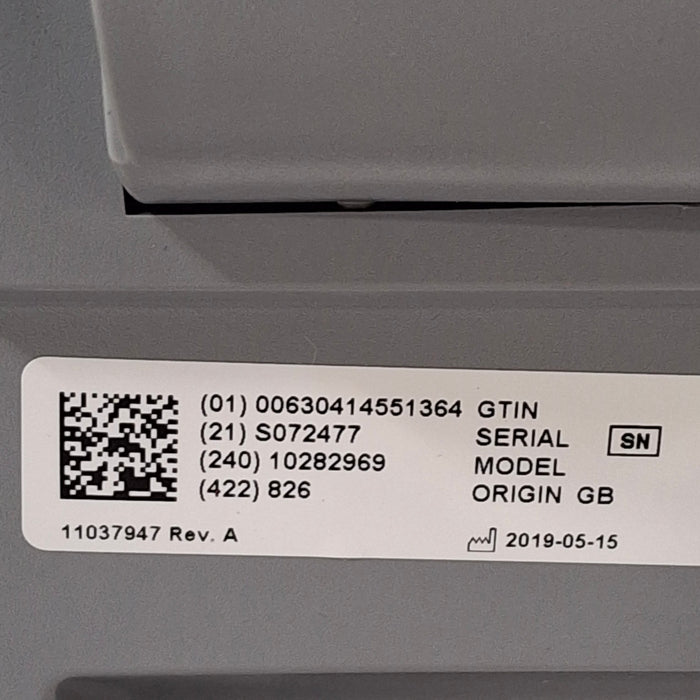 (01) 00630414551364 GTIN
(21) S072477 SERIAL SN
(240) 10282969 MODEL
(422) 826 ORIGIN GB
11037947 Rev. A 2019-05-15